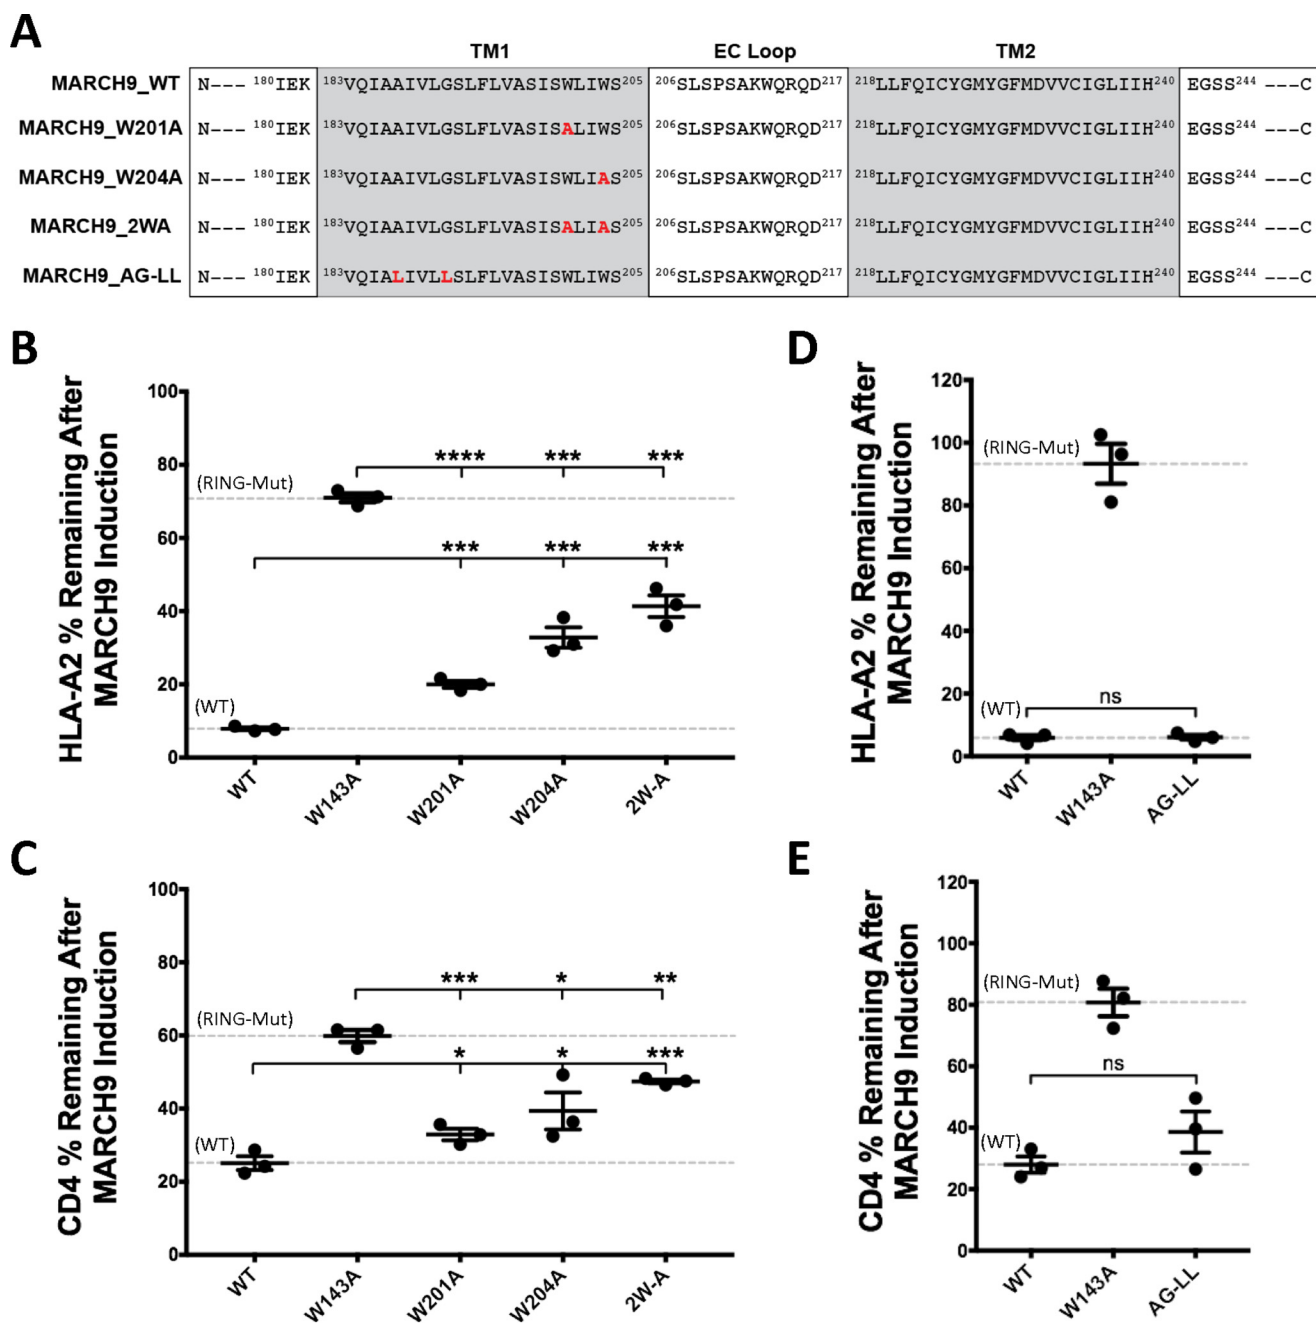 A
TM1 EC Loop TM2
MARCH9_WT N--- 180IEK 183VQIAAIVLGSLFLVASISWLIWS205 206SLSPSAKWQRQD217 218LLFQICYGMYGFMDVVCIGLIIH240 EGSS244 ---C
MARCH9_W201A N--- 180IEK 183VQIAAIVLGSLFLVASISALIWS205 206SLSPSAKWQRQD217 218LLFQICYGMYGFMDVVCIGLIIH240 EGSS244 ---C
MARCH9_W204A N--- 180IEK 183VQIAAIVLGSLFLVASISWLIAS205 206SLSPSAKWQRQD217 218LLFQICYGMYGFMDVVCIGLIIH240 EGSS244 ---C
MARCH9_2WA N--- 180IEK 183VQIAAIVLGSLFLVASISALIAS205 206SLSPSAKWQRQD217 218LLFQICYGMYGFMDVVCIGLIIH240 EGSS244 ---C
MARCH9_AG-LL N--- 180IEK 183VQIALIVLLSLFLVASISWLIWS205 206SLSPSAKWQRQD217 218LLFQICYGMYGFMDVVCIGLIIH240 EGSS244 ---C
B
HLA-A2 % Remaining After
MARCH9 Induction
100
80
60
40
20
0
(RING-Mut)
(WT)
**** *** ***
*** *** ***
WT W143A W201A W204A 2W-A
D
HLA-A2 % Remaining After
MARCH9 Induction
120
100
80
60
40
20
0
(RING-Mut)
(WT)
ns
WT W143A AG-LL
C
CD4 % Remaining After
MARCH9 Induction
100
80
60
40
20
0
(RING-Mut)
(WT)
*** * **
* * ***
WT W143A W201A W204A 2W-A
E
CD4 % Remaining After
MARCH9 Induction
120
100
80
60
40
20
0
(RING-Mut)
(WT)
ns
WT W143A AG-LL